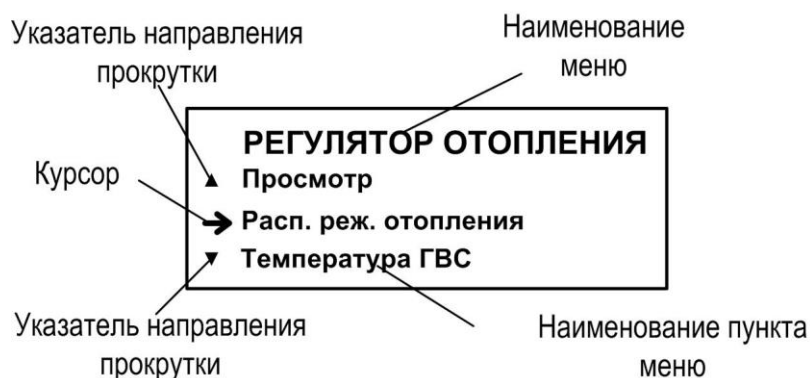 Указатель направления
прокрутки
Наименование
меню
РЕГУЛЯТОР ОТОПЛЕНИЯ
Курсор
Просмотр
Расп. реж. отопления
Температура ГВС
Указатель направления
прокрутки
Наименование пункта
меню